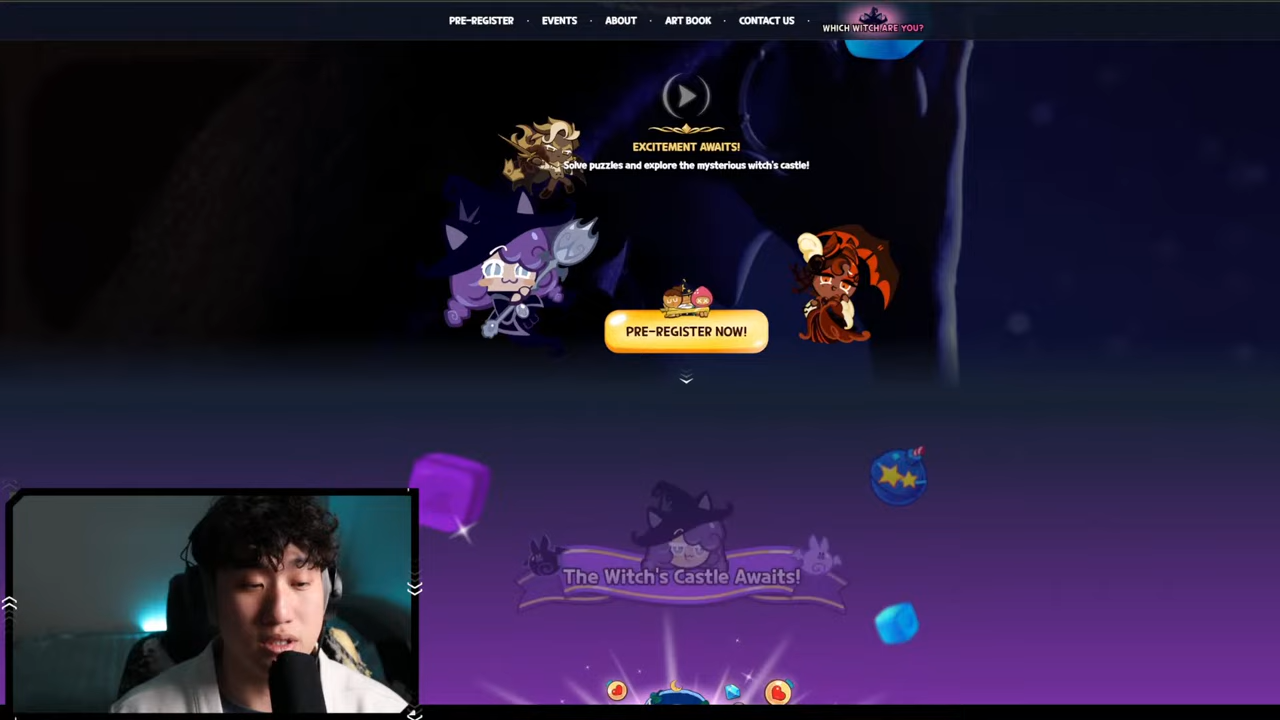 PRE-REGISTER · EVENTS · ABOUT · ART BOOK · CONTACT US · WHICH WITCH ARE YOU?
EXCITEMENT AWAITS!
Solve puzzles and explore the mysterious witch's castle!
PRE-REGISTER NOW!
The Witch's Castle Awaits!